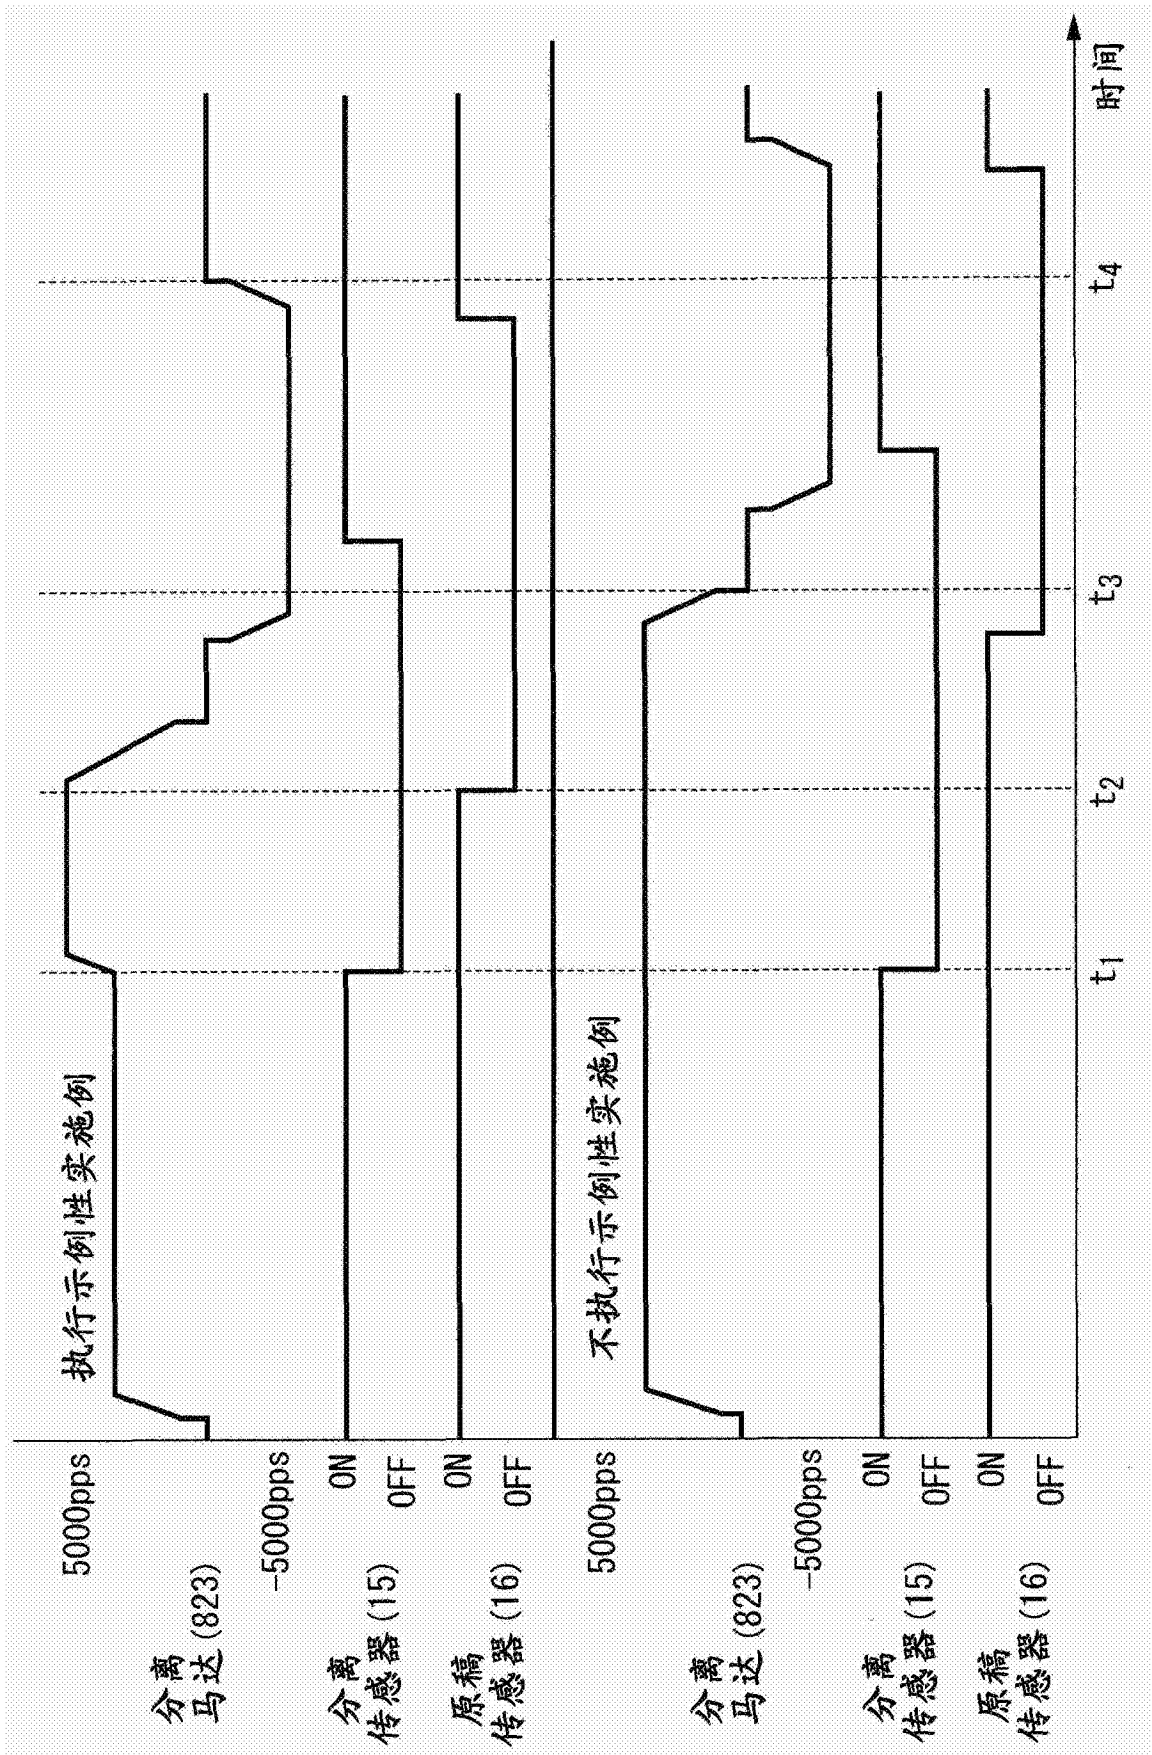 执行示例性实施例
5000pps
分离
马达(823)
-5000pps
分离
传感器(15)
ON
OFF
原稿
传感器(16)
ON
OFF
不执行示例性实施例
5000pps
分离
马达(823)
-5000pps
分离
传感器(15)
ON
OFF
原稿
传感器(16)
ON
OFF
t1
t2
t3
t4
时间